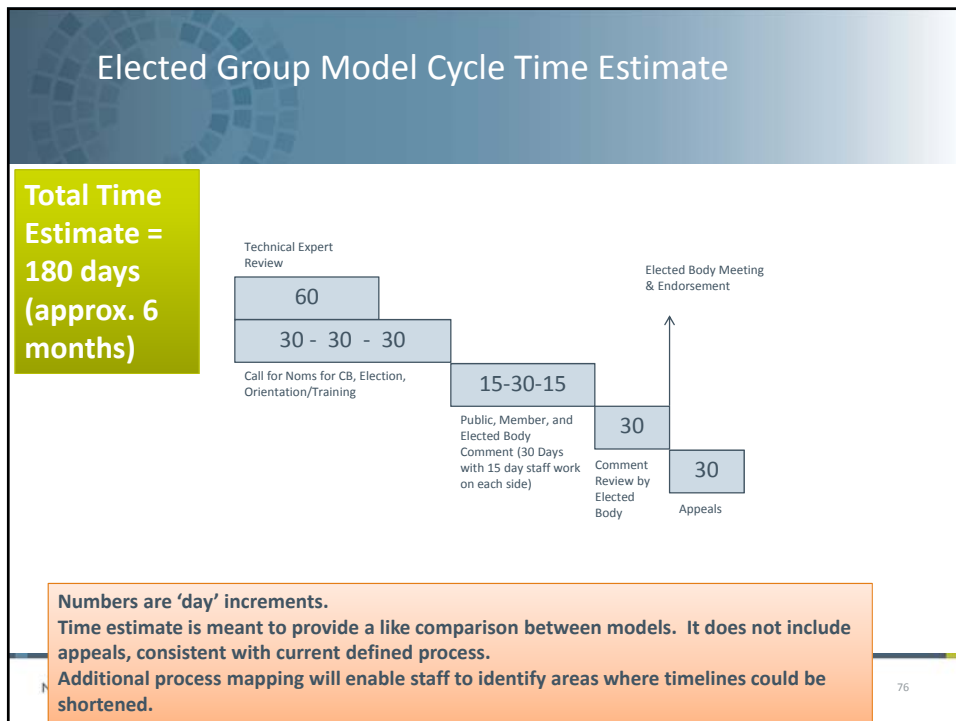 Elected Group Model Cycle Time Estimate
Total Time
Estimate =
180 days
(approx. 6
months)
Technical Expert
Review
60
30 - 30 - 30
Call for Noms for CB, Election,
Orientation/Training
15-30-15
Public, Member, and
Elected Body
Comment (30 Days
with 15 day staff work
on each side)
30
Comment
Review by
Elected
Body
Elected Body Meeting
& Endorsement
30
Appeals
Numbers are ‘day’ increments.
Time estimate is meant to provide a like comparison between models.  It does not include
appeals, consistent with current defined process.
Additional process mapping will enable staff to identify areas where timelines could be
shortened.
76